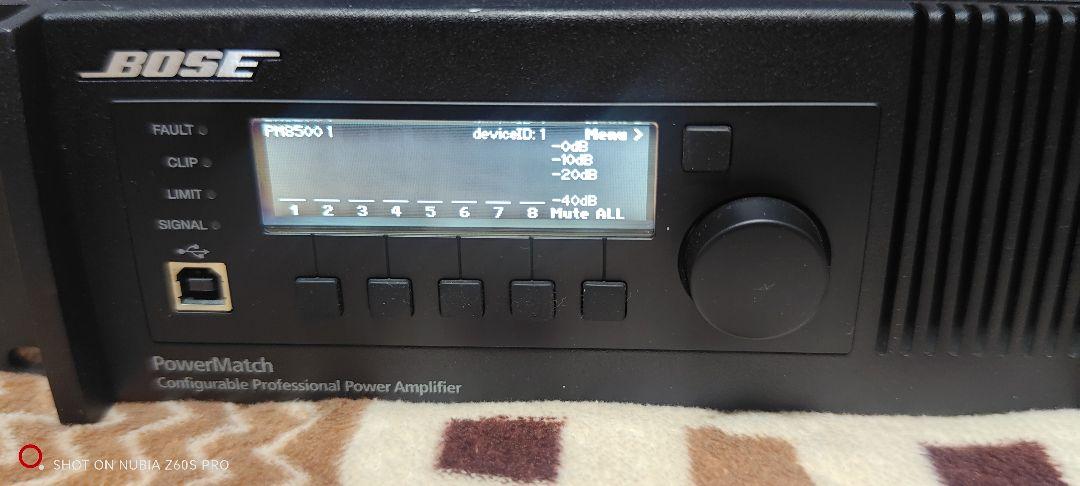 BOSE
FAULT
CLIP
LIMIT
SIGNAL
PM8500 1 deviceID: 1 Menu >
-0dB
-10dB
-20dB
-40dB
1 2 3 4 5 6 7 8 Mute ALL
PowerMatch
Configurable Professional Power Amplifier
SHOT ON NUBIA Z60S PRO